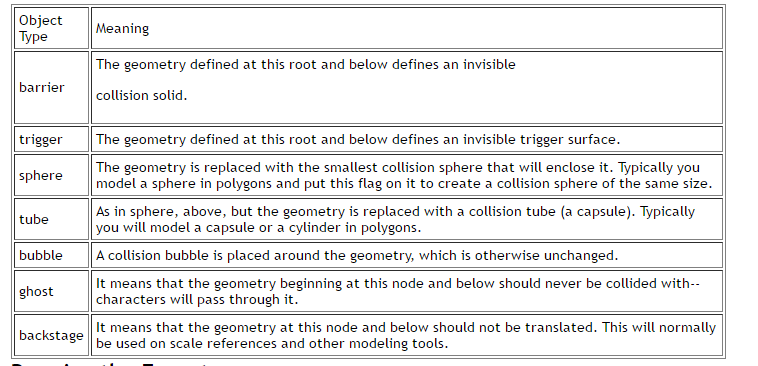 Object
Type
Meaning
barrier
The geometry defined at this root and below defines an invisible
collision solid.
trigger
The geometry defined at this root and below defines an invisible trigger surface.
sphere
The geometry is replaced with the smallest collision sphere that will enclose it. Typically you
model a sphere in polygons and put this flag on it to create a collision sphere of the same size.
tube
As in sphere, above, but the geometry is replaced with a collision tube (a capsule). Typically
you will model a capsule or a cylinder in polygons.
bubble
A collision bubble is placed around the geometry, which is otherwise unchanged.
ghost
It means that the geometry beginning at this node and below should never be collided with--
characters will pass through it.
backstage
It means that the geometry at this node and below should not be translated. This will normally
be used on scale references and other modeling tools.